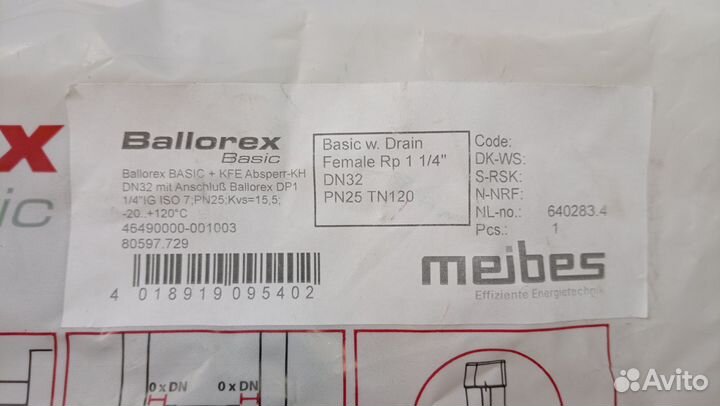 x
ic
Ballorex
Basic
Ballorex BASIC + KFE Absperr-KH
DN32 mit Anschluß Ballorex DP1
1/4"IG ISO 7;PN25;Kvs=15,5;
-20..+120°C
46490000-001003
80597.729
4 018919 095402
Basic w. Drain
Female Rp 1 1/4"
DN32
PN25 TN120
Code:
DK-WS:
S-RSK:
N-NRF:
NL-no.: 640283.4
Pcs.: 1
meibes
Effiziente Energietechnik
0 x DN 0 x DN
Avito